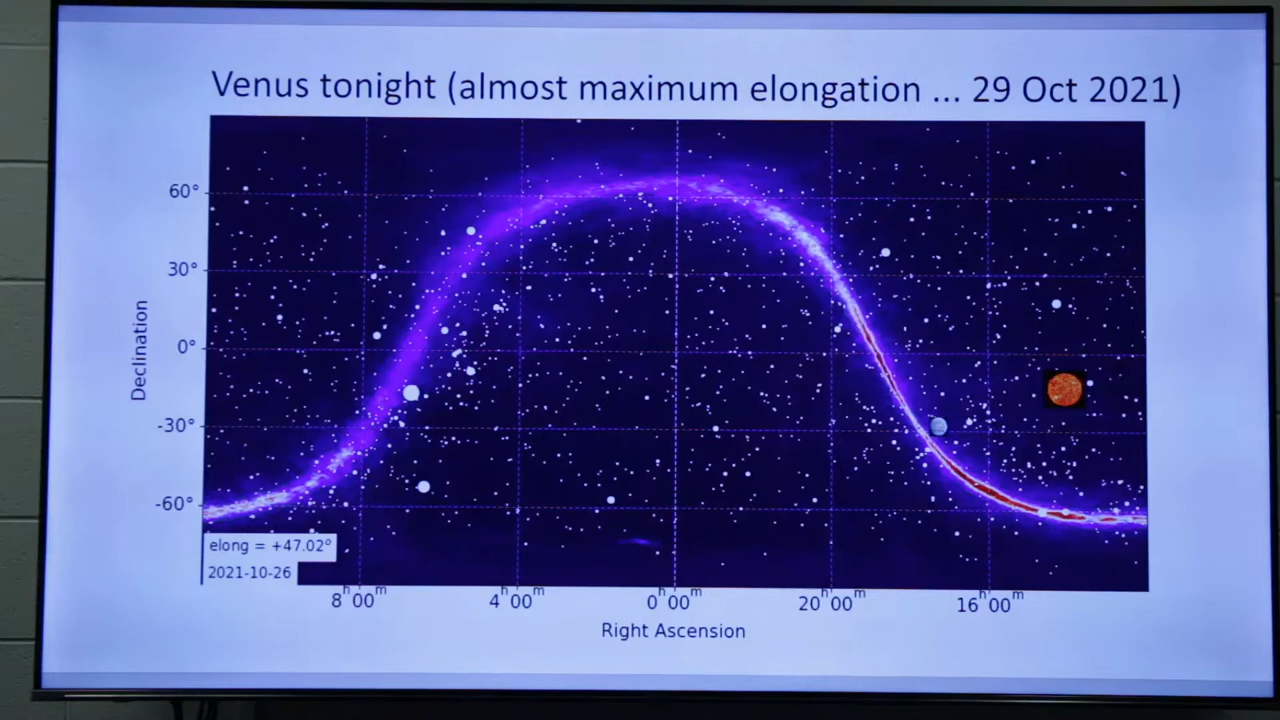 Venus tonight (almost maximum elongation ... 29 Oct 2021)
60°
30°
0°
-30°
-60°
Declination
elong = +47.02°
2021-10-26
8ʰ00ᵐ 4ʰ00ᵐ 0ʰ00ᵐ 20ʰ00ᵐ 16ʰ00ᵐ
Right Ascension